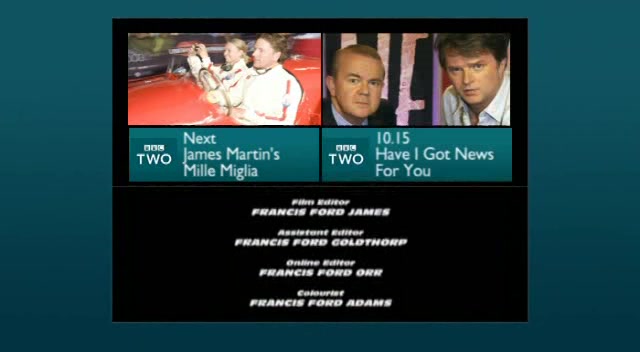 BBC
TWO
Next
James Martin's
Mille Miglia
BBC
TWO
10.15
Have I Got News
For You
Film Editor
FRANCIS FORD JAMES
Assistant Editor
FRANCIS FORD GOLDTHORP
Online Editor
FRANCIS FORD ORR
Colourist
FRANCIS FORD ADAMS